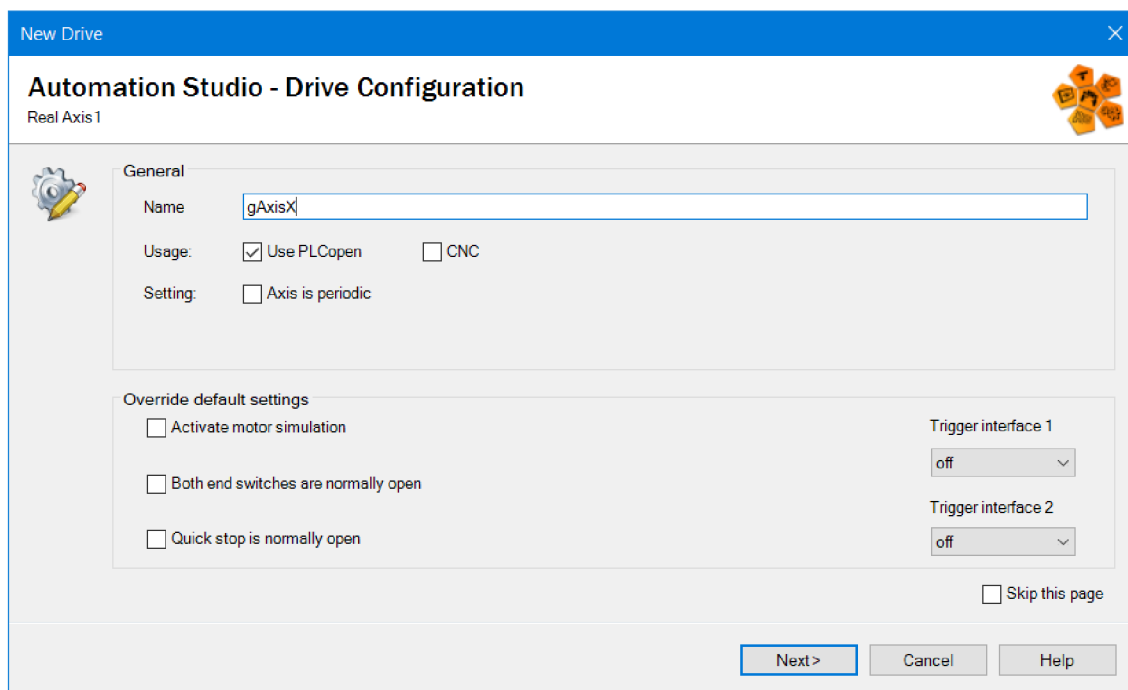 New Drive
Automation Studio - Drive Configuration
Real Axis1
General
Name gAxisX
Usage: Use PLCopen CNC
Setting: Axis is periodic
Override default settings
Activate motor simulation
Trigger interface 1
off
Both end switches are normally open
Trigger interface 2
off
Quick stop is normally open
Skip this page
Next> Cancel Help